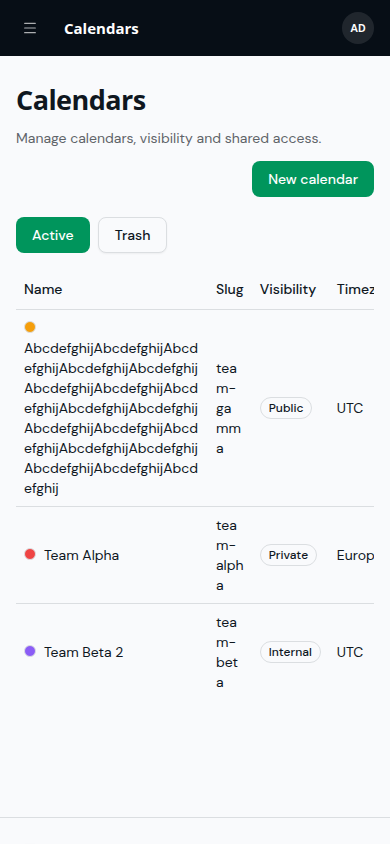 Calendars
AD
Calendars
Manage calendars, visibility and shared access.
New calendar
Active
Trash
Name
Slug
Visibility
Timez
AbcdefghijAbcdefghijAbcd
efghijAbcdefghijAbcdefghij
AbcdefghijAbcdefghijAbcd
efghijAbcdefghijAbcdefghij
AbcdefghijAbcdefghijAbcd
efghijAbcdefghijAbcdefghij
AbcdefghijAbcdefghijAbcd
efghij
tea
m-
ga
mm
a
Public
UTC
Team Alpha
tea
m-
alph
a
Private
Europ
Team Beta 2
tea
m-
bet
a
Internal
UTC